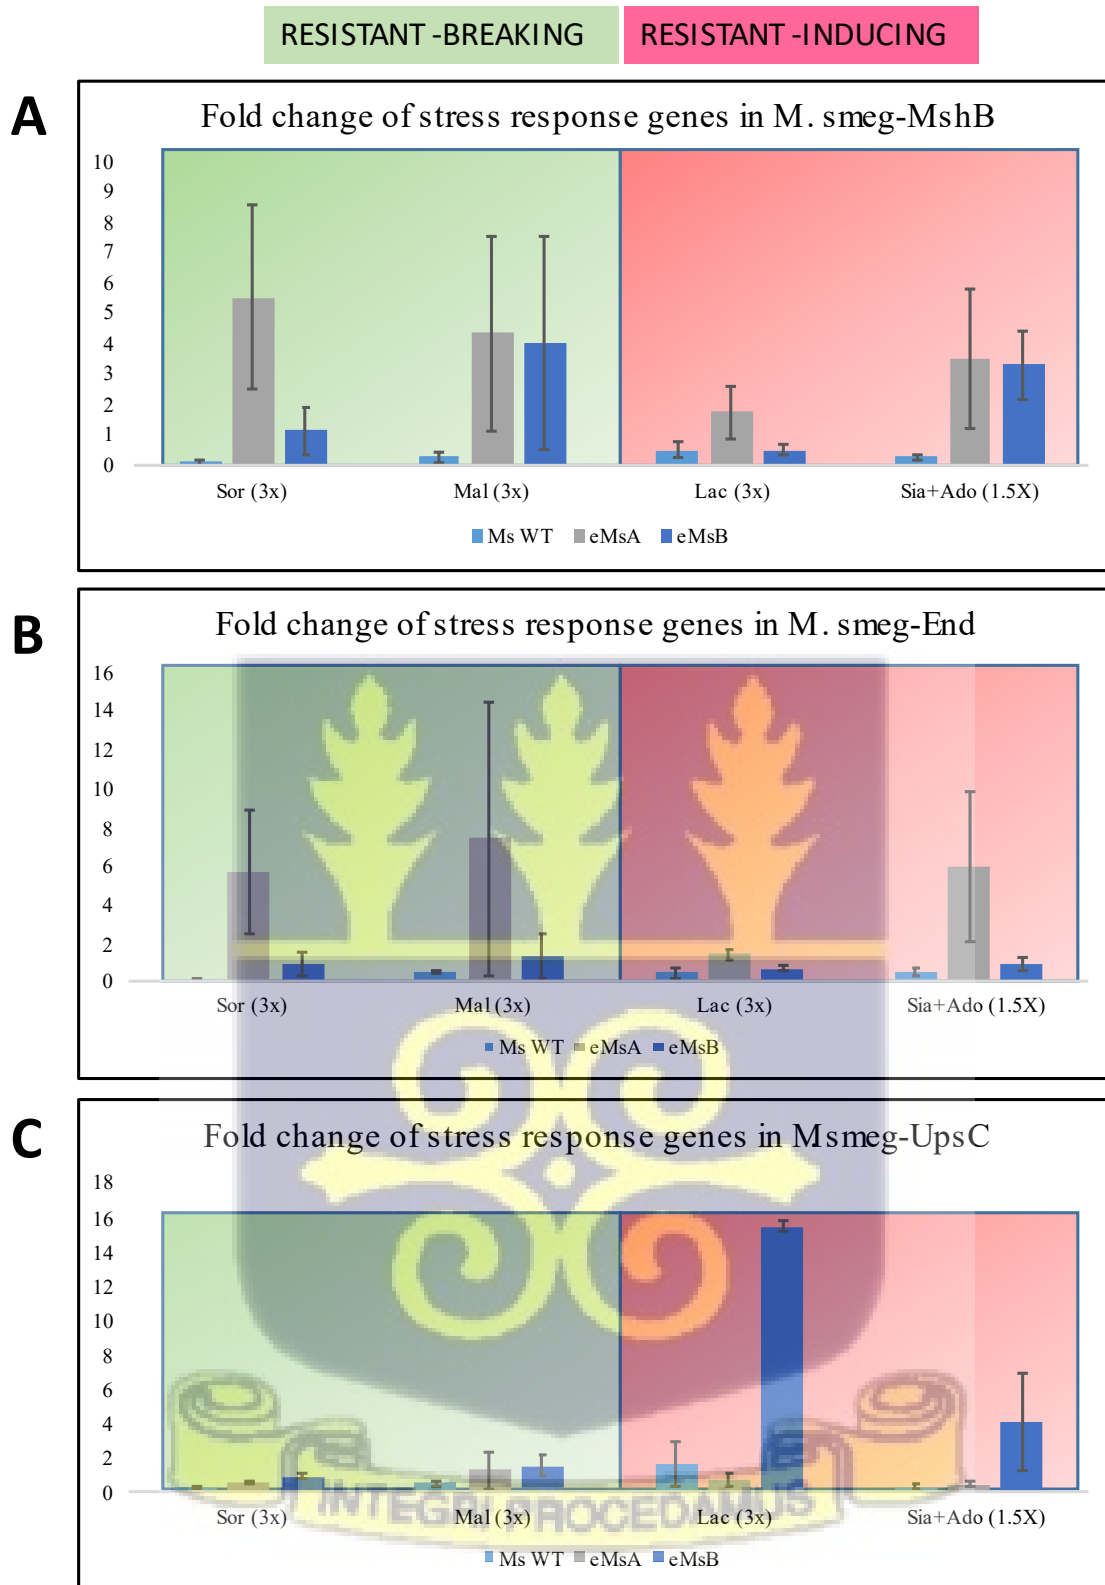 RESISTANT -BREAKING RESISTANT -INDUCING
A
Fold change of stress response genes in M. smeg-MshB
10
9
8
7
6
5
4
3
2
1
0
Sor (3x) Mal (3x) Lac (3x) Sia+Ado (1.5X)
Ms WT eMsA eMsB
B
Fold change of stress response genes in M. smeg-End
16
14
12
10
8
6
4
2
0
Sor (3x) Mal (3x) Lac (3x) Sia+Ado (1.5X)
Ms WT eMsA eMsB
C
Fold change of stress response genes in M.smeg-UpsC
18
16
14
12
10
8
6
4
2
0
INTEGRI PROCEDAMUS
Sor (3x) Mal (3x) Lac (3x) Sia+Ado (1.5X)
Ms WT eMsA eMsB